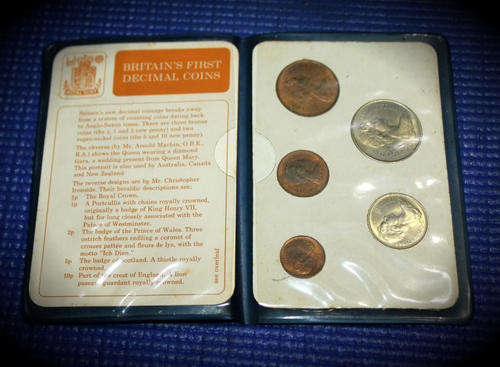 BRITAIN'S FIRST
DECIMAL COINS
Britain's new decimal coinage breaks away
from a system of counting coins dating back
to Anglo-Saxon times. There are three bronze
coins (the ½, 1 and 2 new penny) and two
cupro-nickel coins (the 5 and 10 new penny).
The obverse (by Mr. Arnold Machin, O.B.E.,
R.A.) shows the Queen wearing a diamond
tiara, a wedding present from Queen Mary.
This portrait is also used by Australia, Canada
and New Zealand
The reverse designs are by Mr. Christopher
Ironside. Their heraldic descriptions are:
½p The Royal Crown.
1p A Portcullis with chains royally crowned,
originally a badge of King Henry VII,
but for long closely associated with the
Palace of Westminster.
2p The badge of the Prince of Wales. Three
ostrich feathers enfiling a coronet of
crosses pattée and fleurs de lys, with the
motto "Ich Dien."
5p The badge of Scotland. A thistle royally
crowned.
10p Part of the crest of England. A lion
passant guardant royally crowned.
see overleaf